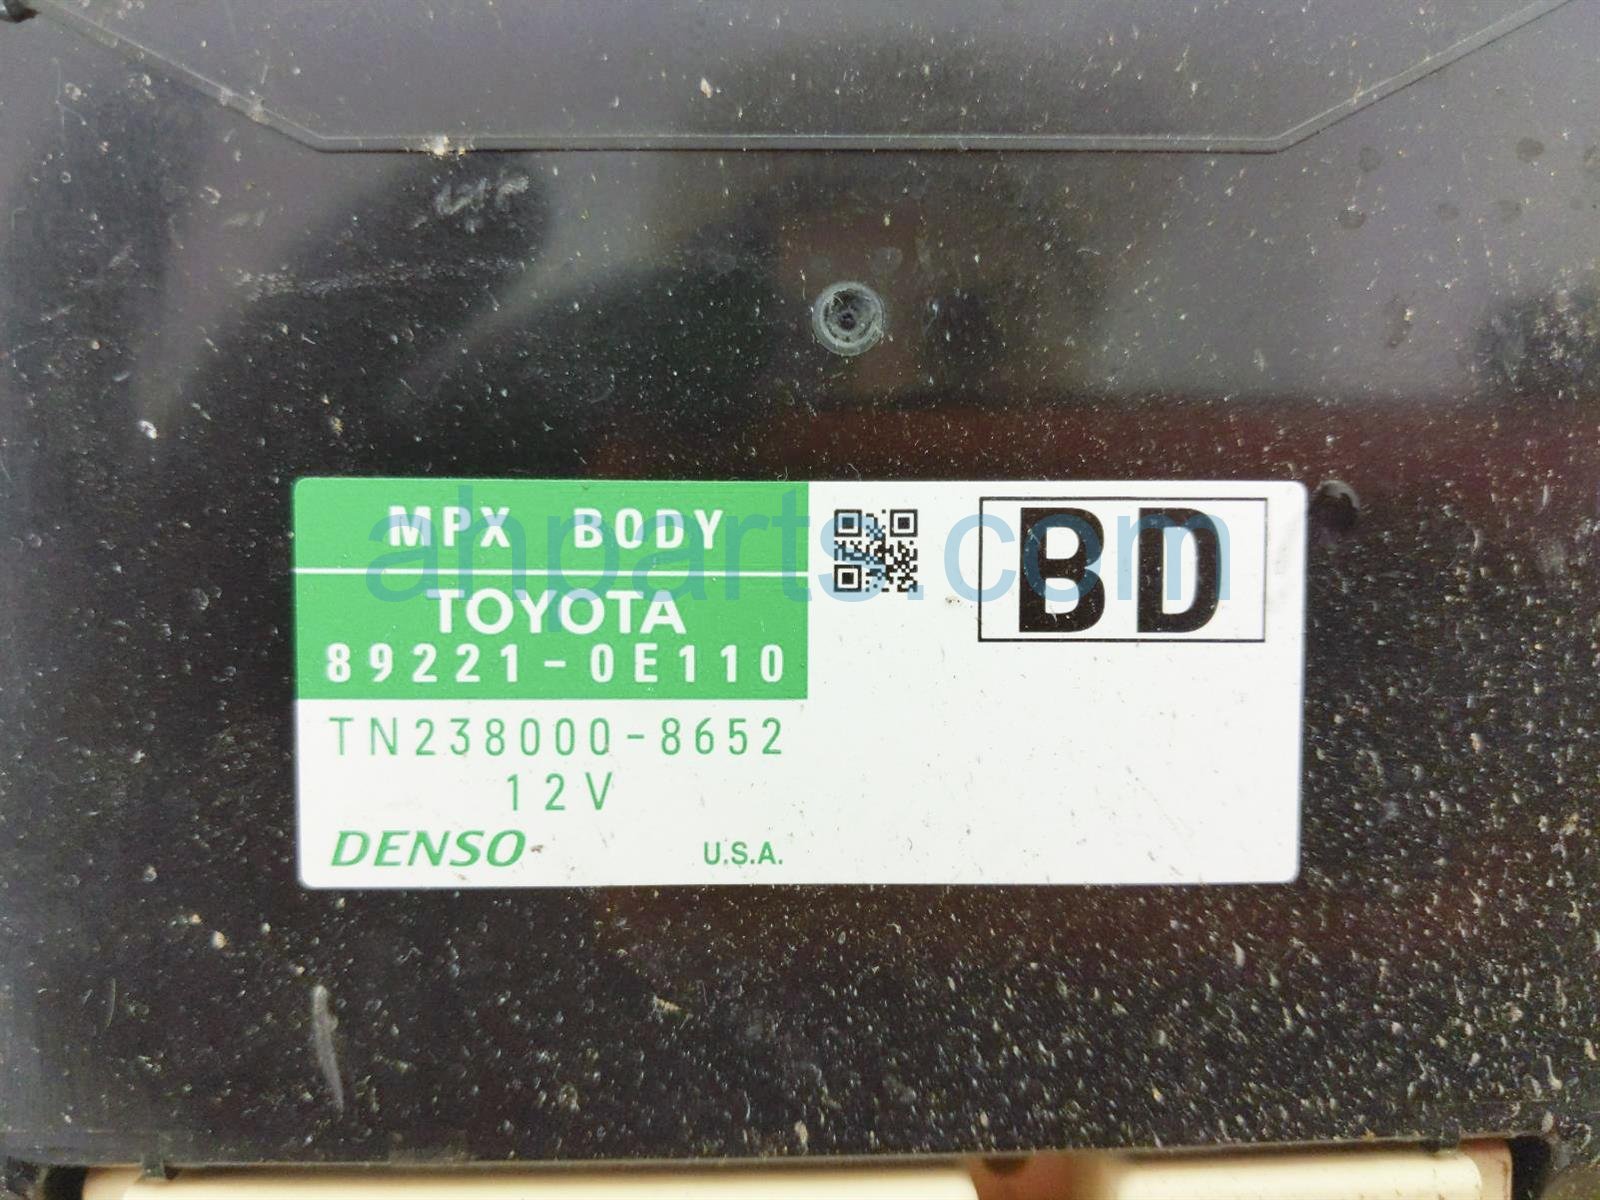 MPX BODY
TOYOTA
89221-0E110
TN238000-8652
12V
DENSO
U.S.A.
BD
ahparts.com